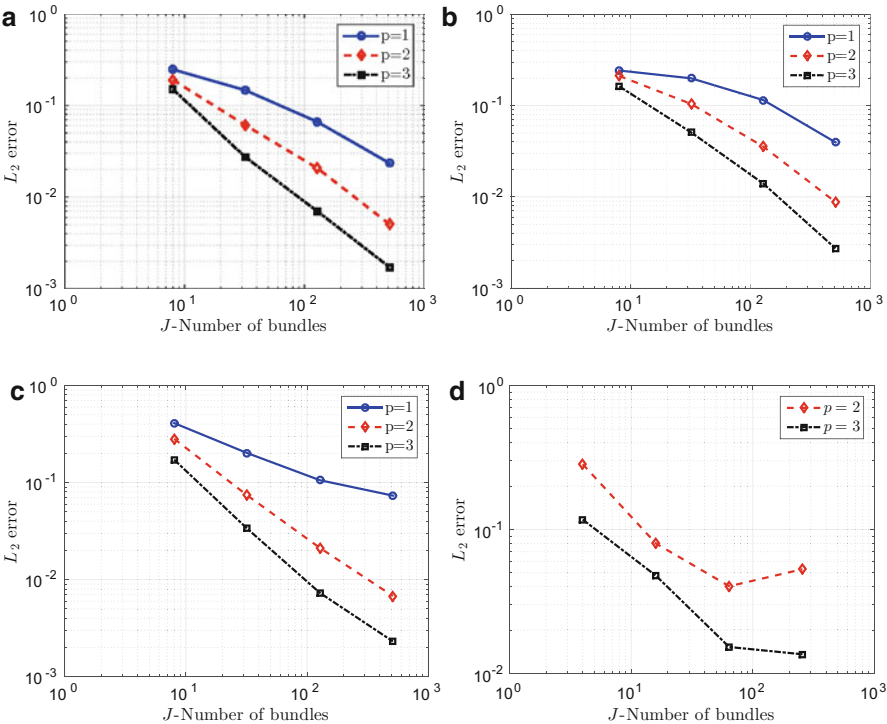 a
10^0
10^-1
10^-2
10^-3
10^0
10^1
10^2
10^3
L_2 error
J-Number of bundles
p=1
p=2
p=3
b
10^0
10^-1
10^-2
10^-3
10^0
10^1
10^2
10^3
L_2 error
J-Number of bundles
p=1
p=2
p=3
c
10^0
10^-1
10^-2
10^-3
10^0
10^1
10^2
10^3
L_2 error
J-Number of bundles
p=1
p=2
p=3
d
10^0
10^-1
10^-2
10^0
10^1
10^2
10^3
L_2 error
J-Number of bundles
p = 2
p = 3